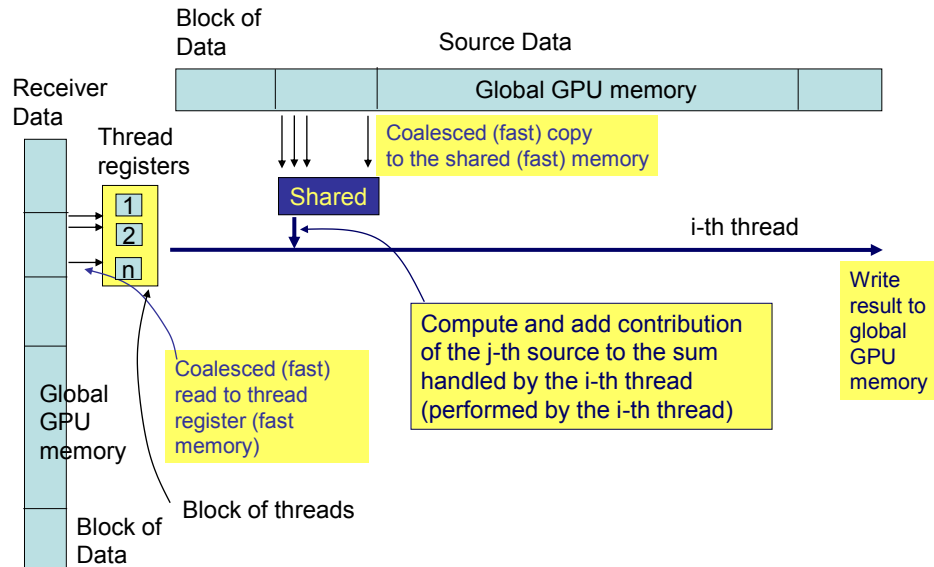 Block of
Data
Source Data
Global GPU memory
Receiver
Data
Thread
registers
Coalesced (fast) copy
to the shared (fast) memory
1
2
n
Shared
i-th thread
Write
result to
global
GPU
memory
Compute and add contribution
of the j-th source to the sum
handled by the i-th thread
(performed by the i-th thread)
Coalesced (fast)
read to thread
register (fast
memory)
Global
GPU
memory
Block of threads
Block of
Data